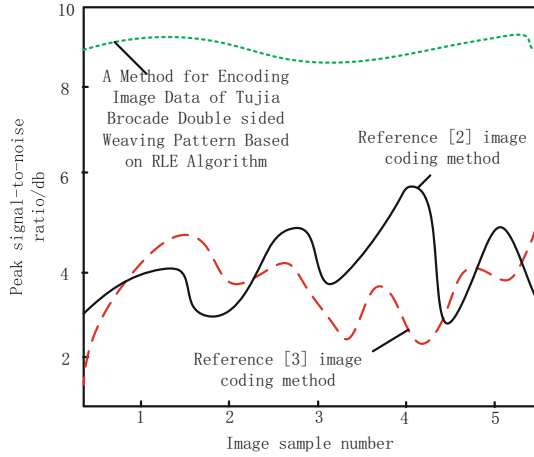 10
8
6
4
2
Peak signal-to-noise
ratio/db
A Method for Encoding
Image Data of Tujia
Brocade Double sided
Weaving Pattern Based
on RLE Algorithm
Reference [2] image
coding method
Reference [3] image
coding method
1 2 3 4 5
Image sample number